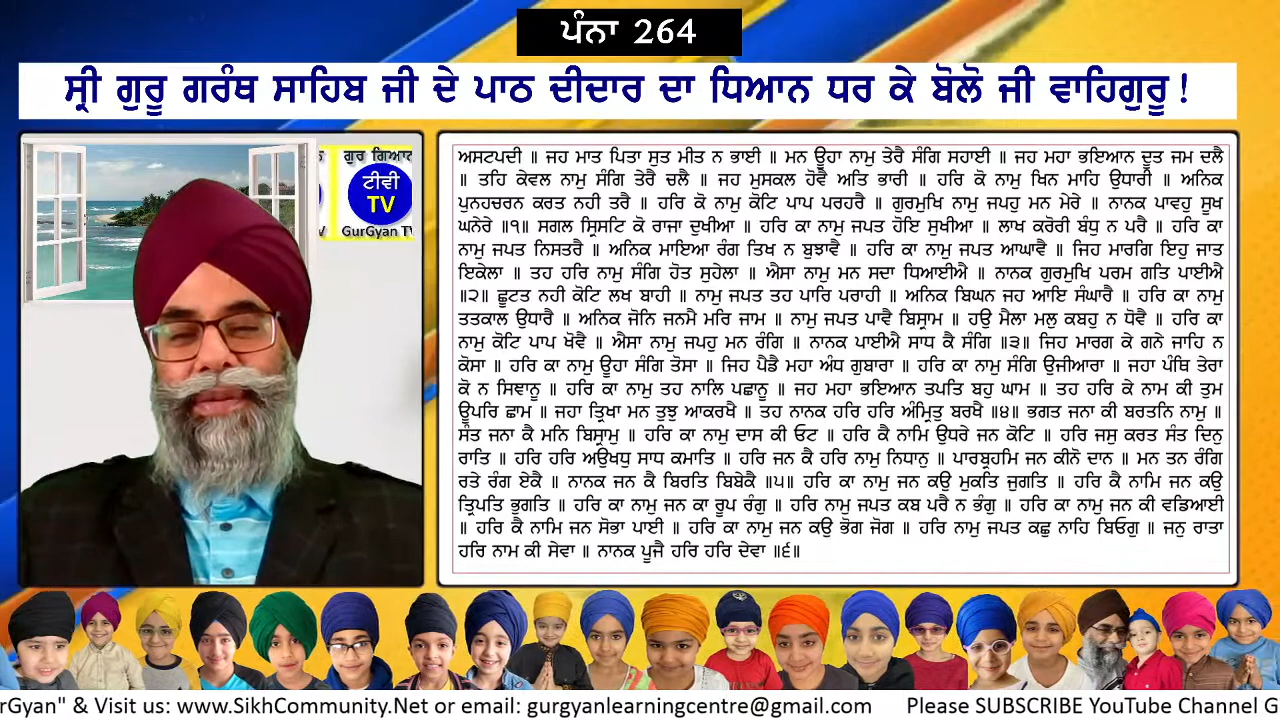 ਪੰਨਾ 264
ਸ੍ਰੀ ਗੁਰੂ ਗਰੰਥ ਸਾਹਿਬ ਜੀ ਦੇ ਪਾਠ ਦੀਦਾਰ ਦਾ ਧਿਆਨ ਧਰ ਕੇ ਬੋਲੋ ਜੀ ਵਾਹਿਗੁਰੂ!
ਗੁਰ ਗਿਆਨ
ਟੀਵੀ
TV
GurGyan TV
ਅਸਟਪਦੀ ॥ ਜਹ ਮਾਤ ਪਿਤਾ ਸੁਤ ਮੀਤ ਨ ਭਾਈ ॥ ਮਨ ਊਹਾ ਨਾਮੁ ਤੇਰੈ ਸੰਗਿ ਸਹਾਈ ॥ ਜਹ ਮਹਾ ਭਇਆਨ ਦੂਤ ਜਮ ਦਲੈ
॥ ਤਹਿ ਕੇਵਲ ਨਾਮੁ ਸੰਗਿ ਤੇਰੈ ਚਲੈ ॥ ਜਹ ਮੁਸਕਲ ਹੋਵੈ ਅਤਿ ਭਾਰੀ ॥ ਹਰਿ ਕੋ ਨਾਮੁ ਖਿਨ ਮਾਹਿ ਉਧਾਰੀ ॥ ਅਨਿਕ
ਪੁਨਹਚਰਨ ਕਰਤ ਨਹੀ ਤਰੈ ॥ ਹਰਿ ਕੋ ਨਾਮੁ ਕੋਟਿ ਪਾਪ ਪਰਹਰੈ ॥ ਗੁਰਮੁਖਿ ਨਾਮੁ ਜਪਹੁ ਮਨ ਮੇਰੇ ॥ ਨਾਨਕ ਪਾਵਹੁ ਸੂਖ
ਘਨੇਰੇ ॥੧॥ ਸਗਲ ਸ੍ਰਿਸਟਿ ਕੋ ਰਾਜਾ ਦੁਖੀਆ ॥ ਹਰਿ ਕਾ ਨਾਮੁ ਜਪਤ ਹੋਇ ਸੁਖੀਆ ॥ ਲਾਖ ਕਰੋਰੀ ਬੰਧੁ ਨ ਪਰੈ ॥ ਹਰਿ ਕਾ
ਨਾਮੁ ਜਪਤ ਨਿਸਤਰੈ ॥ ਅਨਿਕ ਮਾਇਆ ਰੰਗ ਤਿਖ ਨ ਬੁਝਾਵੈ ॥ ਹਰਿ ਕਾ ਨਾਮੁ ਜਪਤ ਆਘਾਵੈ ॥ ਜਿਹ ਮਾਰਗਿ ਇਹੁ ਜਾਤ
ਇਕੇਲਾ ॥ ਤਹ ਹਰਿ ਨਾਮੁ ਸੰਗਿ ਹੋਤ ਸੁਹੇਲਾ ॥ ਐਸਾ ਨਾਮੁ ਮਨ ਸਦਾ ਧਿਆਈਐ ॥ ਨਾਨਕ ਗੁਰਮੁਖਿ ਪਰਮ ਗਤਿ ਪਾਈਐ
॥੨॥ ਛੂਟਤ ਨਹੀ ਕੋਟਿ ਲਖ ਬਾਹੀ ॥ ਨਾਮੁ ਜਪਤ ਤਹ ਪਾਰਿ ਪਰਾਹੀ ॥ ਅਨਿਕ ਬਿਘਨ ਜਹ ਆਇ ਸੰਘਾਰੈ ॥ ਹਰਿ ਕਾ ਨਾਮੁ
ਤਤਕਾਲ ਉਧਾਰੈ ॥ ਅਨਿਕ ਜੋਨਿ ਜਨਮੈ ਮਰਿ ਜਾਮ ॥ ਨਾਮੁ ਜਪਤ ਪਾਵੈ ਬਿਸ੍ਰਾਮ ॥ ਹਉ ਮੈਲਾ ਮਲੁ ਕਬਹੁ ਨ ਧੋਵੈ ॥ ਹਰਿ ਕਾ
ਨਾਮੁ ਕੋਟਿ ਪਾਪ ਖੋਵੈ ॥ ਐਸਾ ਨਾਮੁ ਜਪਹੁ ਮਨ ਰੰਗਿ ॥ ਨਾਨਕ ਪਾਈਐ ਸਾਧ ਕੈ ਸੰਗਿ ॥੩॥ ਜਿਹ ਮਾਰਗ ਕੇ ਗਨੇ ਜਾਹਿ ਨ
ਕੋਸਾ ॥ ਹਰਿ ਕਾ ਨਾਮੁ ਊਹਾ ਸੰਗਿ ਤੋਸਾ ॥ ਜਿਹ ਪੈਡੈ ਮਹਾ ਅੰਧ ਗੁਬਾਰਾ ॥ ਹਰਿ ਕਾ ਨਾਮੁ ਸੰਗਿ ਉਜੀਆਰਾ ॥ ਜਹਾ ਪੰਥਿ ਤੇਰਾ
ਕੋ ਨ ਸਿਞਾਨੂ ॥ ਹਰਿ ਕਾ ਨਾਮੁ ਤਹ ਨਾਲਿ ਪਛਾਨੂ ॥ ਜਹ ਮਹਾ ਭਇਆਨ ਤਪਤਿ ਬਹੁ ਘਾਮ ॥ ਤਹ ਹਰਿ ਕੇ ਨਾਮ ਕੀ ਤੁਮ
ਊਪਰਿ ਛਾਮ ॥ ਜਹਾ ਤ੍ਰਿਖਾ ਮਨ ਤੁਝੁ ਆਕਰਖੈ ॥ ਤਹ ਨਾਨਕ ਹਰਿ ਹਰਿ ਅੰਮ੍ਰਿਤੁ ਬਰਖੈ ॥੪॥ ਭਗਤ ਜਨਾ ਕੀ ਬਰਤਨਿ ਨਾਮੁ ॥
ਸੰਤ ਜਨਾ ਕੈ ਮਨਿ ਬਿਸ੍ਰਾਮੁ ॥ ਹਰਿ ਕਾ ਨਾਮੁ ਦਾਸ ਕੀ ਓਟ ॥ ਹਰਿ ਕੈ ਨਾਮਿ ਉਧਰੇ ਜਨ ਕੋਟਿ ॥ ਹਰਿ ਜਸੁ ਕਰਤ ਸੰਤ ਦਿਨੁ
ਰਾਤਿ ॥ ਹਰਿ ਹਰਿ ਅਉਖਧੁ ਸਾਧ ਕਮਾਤਿ ॥ ਹਰਿ ਜਨ ਕੈ ਹਰਿ ਨਾਮੁ ਨਿਧਾਨੁ ॥ ਪਾਰਬ੍ਰਹਮਿ ਜਨ ਕੀਨੋ ਦਾਨ ॥ ਮਨ ਤਨ ਰੰਗਿ
ਰਤੇ ਰੰਗ ਏਕੈ ॥ ਨਾਨਕ ਜਨ ਕੈ ਬਿਰਤਿ ਬਿਬੇਕੈ ॥੫॥ ਹਰਿ ਕਾ ਨਾਮੁ ਜਨ ਕਉ ਮੁਕਤਿ ਜੁਗਤਿ ॥ ਹਰਿ ਕੈ ਨਾਮਿ ਜਨ ਕਉ
ਤ੍ਰਿਪਤਿ ਭੁਗਤਿ ॥ ਹਰਿ ਕਾ ਨਾਮੁ ਜਨ ਕਾ ਰੂਪ ਰੰਗੁ ॥ ਹਰਿ ਨਾਮੁ ਜਪਤ ਕਬ ਪਰੈ ਨ ਭੰਗੁ ॥ ਹਰਿ ਕਾ ਨਾਮੁ ਜਨ ਕੀ ਵਡਿਆਈ
॥ ਹਰਿ ਕੈ ਨਾਮਿ ਜਨ ਸੋਭਾ ਪਾਈ ॥ ਹਰਿ ਕਾ ਨਾਮੁ ਜਨ ਕਉ ਭੋਗ ਜੋਗ ॥ ਹਰਿ ਨਾਮੁ ਜਪਤ ਕਛੁ ਨਾਹਿ ਬਿਓਗੁ ॥ ਜਨੁ ਰਾਤਾ
ਹਰਿ ਨਾਮ ਕੀ ਸੇਵਾ ॥ ਨਾਨਕ ਪੂਜੈ ਹਰਿ ਹਰਿ ਦੇਵਾ ॥੬॥
rGyan" & Visit us: www.SikhCommunity.Net or email: gurgyanlearningcentre@gmail.com Please SUBSCRIBE YouTube Channel G